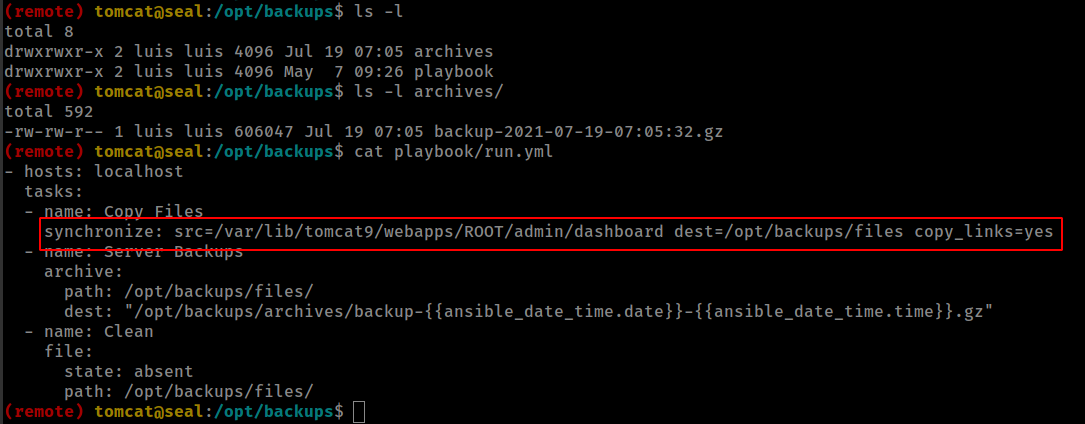 (remote) tomcat@seal:/opt/backups$ ls -l
total 8
drwxrwxr-x 2 luis luis 4096 Jul 19 07:05 archives
drwxrwxr-x 2 luis luis 4096 May  7 09:26 playbook
(remote) tomcat@seal:/opt/backups$ ls -l archives/
total 592
-rw-rw-r-- 1 luis luis 606047 Jul 19 07:05 backup-2021-07-19-07:05:32.gz
(remote) tomcat@seal:/opt/backups$ cat playbook/run.yml
- hosts: localhost
  tasks:
  - name: Copy Files
    synchronize: src=/var/lib/tomcat9/webapps/ROOT/admin/dashboard dest=/opt/backups/files copy_links=yes
  - name: Server Backups
    archive:
      path: /opt/backups/files/
      dest: "/opt/backups/archives/backup-{{ansible_date_time.date}}-{{ansible_date_time.time}}.gz"
  - name: Clean
    file:
      state: absent
      path: /opt/backups/files/
(remote) tomcat@seal:/opt/backups$